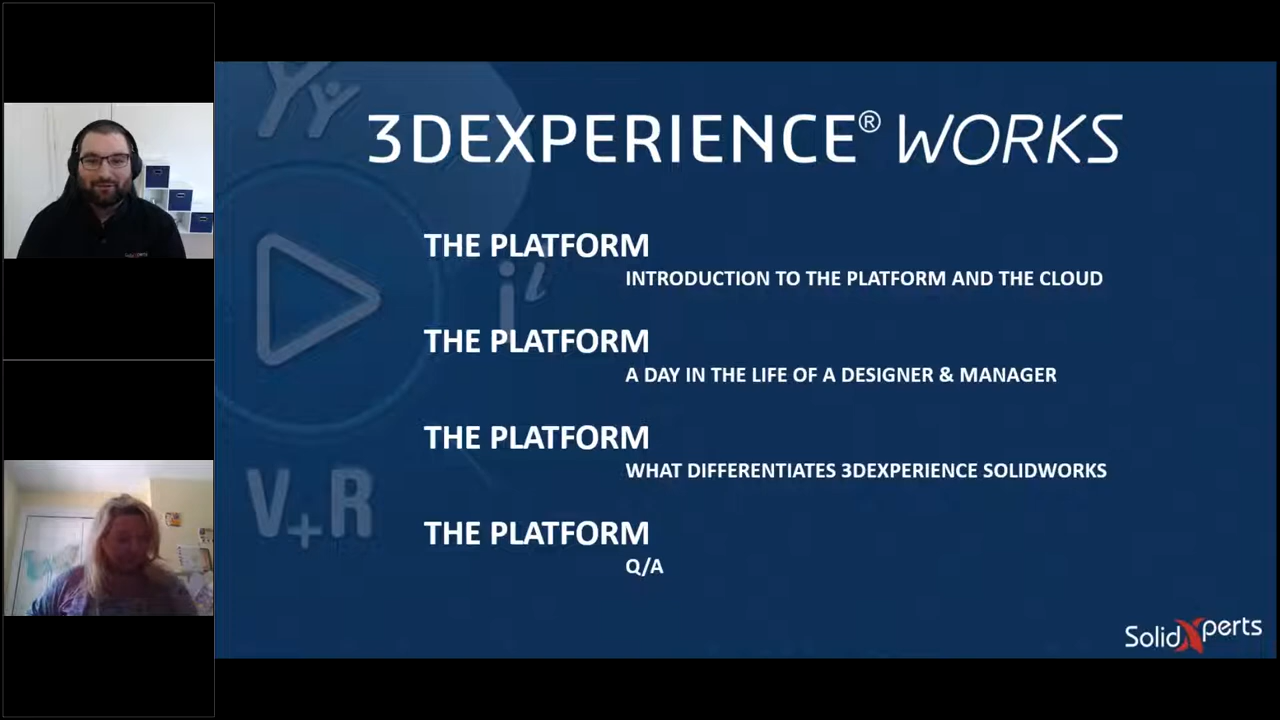 3DEXPERIENCE® WORKS
THE PLATFORM
INTRODUCTION TO THE PLATFORM AND THE CLOUD
THE PLATFORM
A DAY IN THE LIFE OF A DESIGNER & MANAGER
THE PLATFORM
WHAT DIFFERENTIATES 3DEXPERIENCE SOLIDWORKS
THE PLATFORM
Q/A
i
V+R
SolidXperts